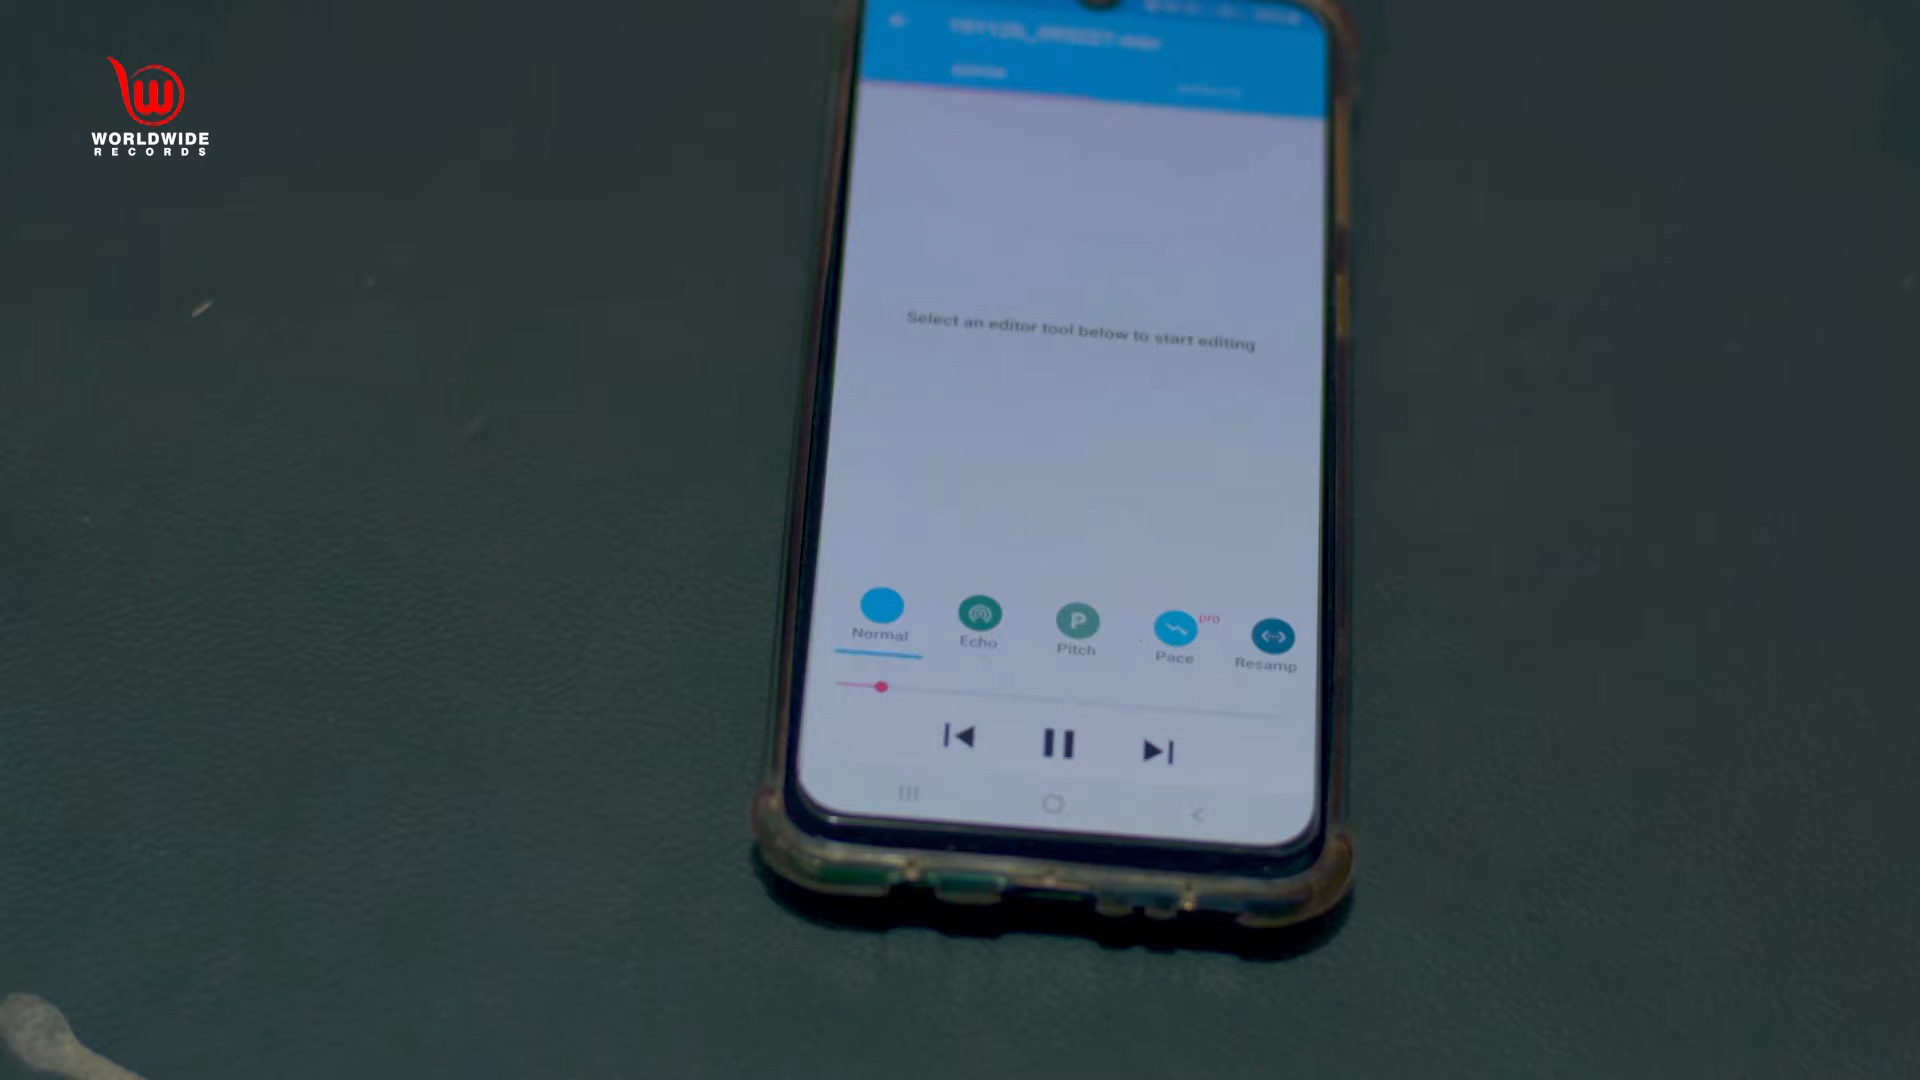 WORLDWIDE
RECORDS
Select an editor tool below to start editing
Normal
Echo
Pitch
Pace
pro
Resamp